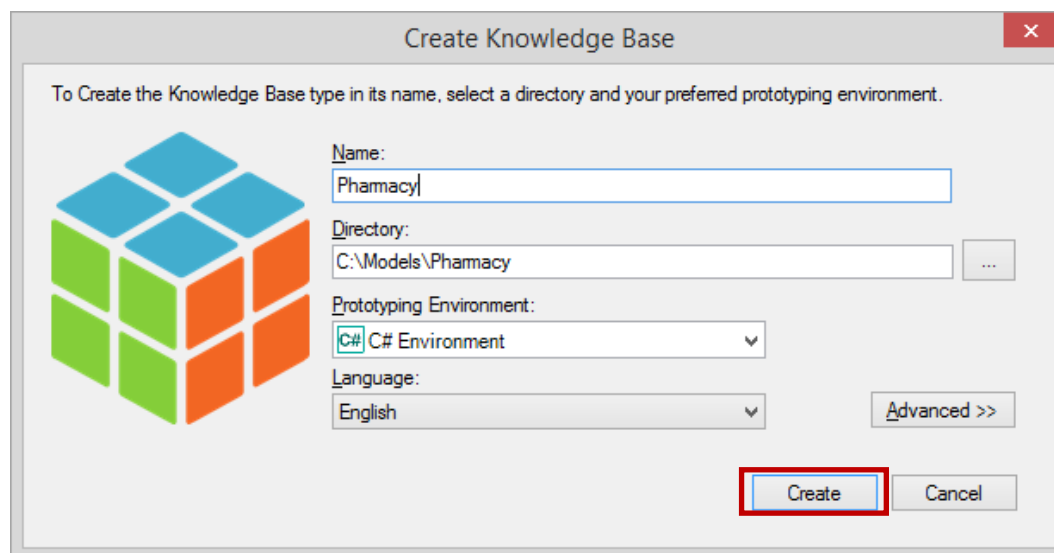 Create Knowledge Base
To Create the Knowledge Base type in its name, select a directory and your preferred prototyping environment.
Name:
Pharmacy
Directory:
C:\Models\Pharmacy
...
Prototyping Environment:
C# C# Environment
Language:
English
Advanced >>
Create
Cancel